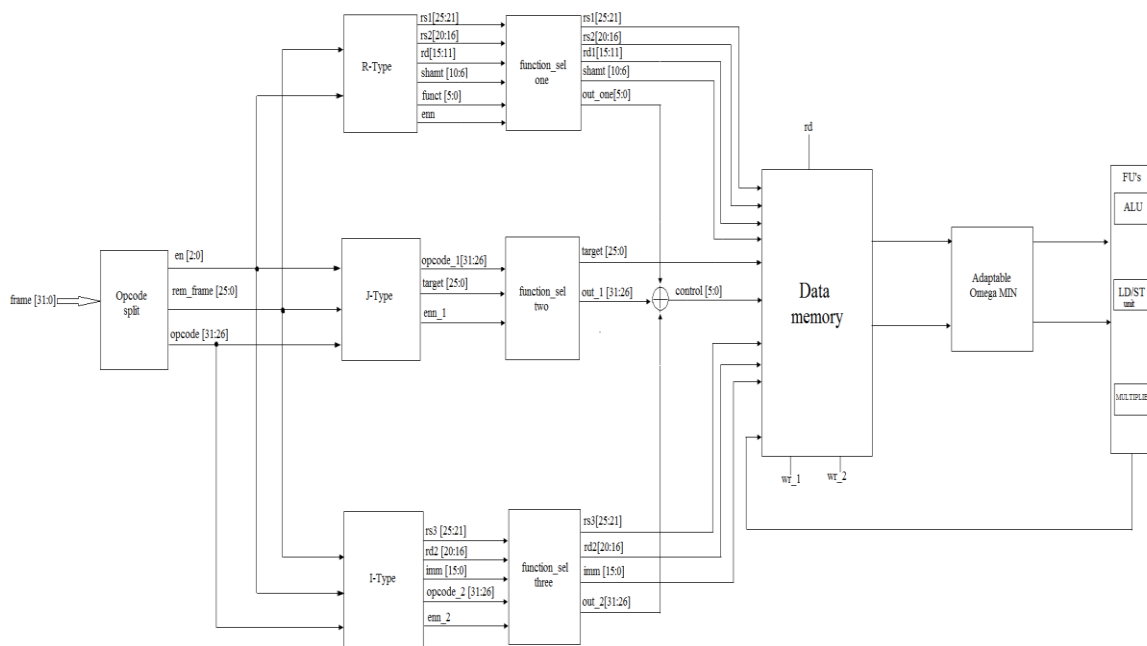 rs1[25:21]
rs2[20:16]
rd[15:11]
shamt [10:6]
funct [5:0]
enn
R-Type
function_sel
one
rs1[25:21]
rs2[20:16]
rd1[15:11]
shamt [10:6]
out_one[5:0]
rd
FU's
ALU
LD/ST
unit
MULTIPLIE
frame [31:0]
Opcode
split
en [2:0]
rem_frame [25:0]
opcode [31:26]
J-Type
opcode_1[31:26]
target [25:0]
enn_1
function_sel
two
target [25:0]
out_1 [31:26]
control [5:0]
Data
memory
Adaptable
Omega MIN
wr_1
wr_2
I-Type
rs3 [25:21]
rd2 [20:16]
imm [15:0]
opcode_2 [31:26]
enn_2
function_sel
three
rs3[25:21]
rd2[20:16]
imm [15:0]
out_2[31:26]